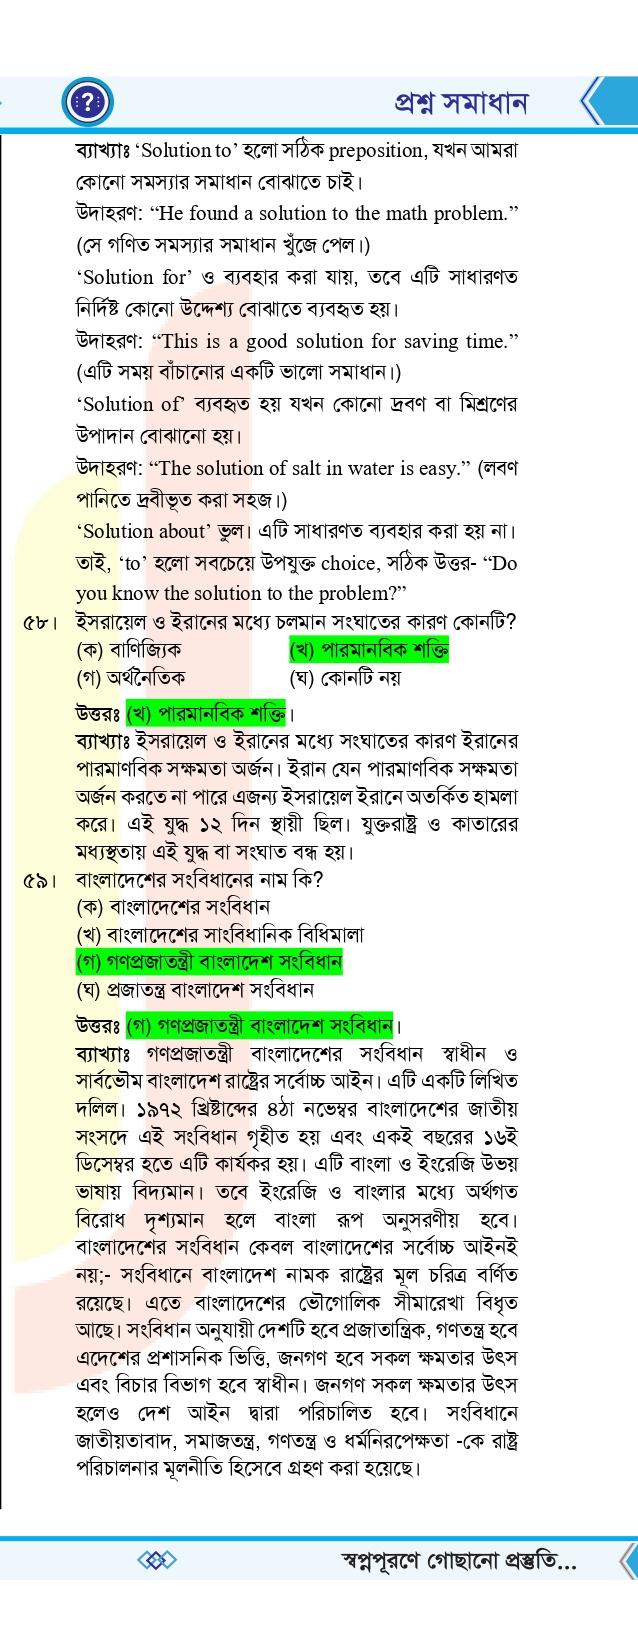 প্রশ্ন সমাধান
ব্যাখ্যাঃ ‘Solution to’ হলো সঠিক preposition, যখন আমরা
কোনো সমস্যার সমাধান বোঝাতে চাই।
উদাহরণ: “He found a solution to the math problem.”
(সে গণিত সমস্যার সমাধান খুঁজে পেল।)
‘Solution for’ ও ব্যবহার করা যায়, তবে এটি সাধারণত
নির্দিষ্ট কোনো উদ্দেশ্য বোঝাতে ব্যবহৃত হয়।
উদাহরণ: “This is a good solution for saving time.”
(এটি সময় বাঁচানোর একটি ভালো সমাধান।)
‘Solution of’ ব্যবহৃত হয় যখন কোনো দ্রবণ বা মিশ্রণের
উপাদান বোঝানো হয়।
উদাহরণ: “The solution of salt in water is easy.” (লবণ
পানিতে দ্রবীভূত করা সহজ।)
‘Solution about’ ভুল। এটি সাধারণত ব্যবহার করা হয় না।
তাই, ‘to’ হলো সবচেয়ে উপযুক্ত choice, সঠিক উত্তর- “Do
you know the solution to the problem?”
৫৮। ইসরায়েল ও ইরানের মধ্যে চলমান সংঘাতের কারণ কোনটি?
(ক) বাণিজ্যিক (খ) পারমানবিক শক্তি
(গ) অর্থনৈতিক (ঘ) কোনটি নয়
উত্তরঃ (খ) পারমানবিক শক্তি।
ব্যাখ্যাঃ ইসরায়েল ও ইরানের মধ্যে সংঘাতের কারণ ইরানের
পারমাণবিক সক্ষমতা অর্জন। ইরান যেন পারমাণবিক সক্ষমতা
অর্জন করতে না পারে এজন্য ইসরায়েল ইরানে অতর্কিত হামলা
করে। এই যুদ্ধ ১২ দিন স্থায়ী ছিল। যুক্তরাষ্ট্র ও কাতারের
মধ্যস্থতায় এই যুদ্ধ বা সংঘাত বন্ধ হয়।
৫৯। বাংলাদেশের সংবিধানের নাম কি?
(ক) বাংলাদেশের সংবিধান
(খ) বাংলাদেশের সাংবিধানিক বিধিমালা
(গ) গণপ্রজাতন্ত্রী বাংলাদেশ সংবিধান
(ঘ) প্রজাতন্ত্র বাংলাদেশ সংবিধান
উত্তরঃ (গ) গণপ্রজাতন্ত্রী বাংলাদেশ সংবিধান।
ব্যাখ্যাঃ গণপ্রজাতন্ত্রী বাংলাদেশের সংবিধান স্বাধীন ও
সার্বভৌম বাংলাদেশ রাষ্ট্রের সর্বোচ্চ আইন। এটি একটি লিখিত
দলিল। ১৯৭২ খ্রিষ্টাব্দের ৪ঠা নভেম্বর বাংলাদেশের জাতীয়
সংসদে এই সংবিধান গৃহীত হয় এবং একই বছরের ১৬ই
ডিসেম্বর হতে এটি কার্যকর হয়। এটি বাংলা ও ইংরেজি উভয়
ভাষায় বিদ্যমান। তবে ইংরেজি ও বাংলার মধ্যে অর্থগত
বিরোধ দৃশ্যমান হলে বাংলা রূপ অনুসরণীয় হবে।
বাংলাদেশের সংবিধান কেবল বাংলাদেশের সর্বোচ্চ আইনই
নয়;- সংবিধানে বাংলাদেশ নামক রাষ্ট্রের মূল চরিত্র বর্ণিত
রয়েছে। এতে বাংলাদেশের ভৌগোলিক সীমারেখা বিধৃত
আছে। সংবিধান অনুযায়ী দেশটি হবে প্রজাতান্ত্রিক, গণতন্ত্র হবে
এদেশের প্রশাসনিক ভিত্তি, জনগণ হবে সকল ক্ষমতার উৎস
এবং বিচার বিভাগ হবে স্বাধীন। জনগণ সকল ক্ষমতার উৎস
হলেও দেশ আইন দ্বারা পরিচালিত হবে। সংবিধানে
জাতীয়তাবাদ, সমাজতন্ত্র, গণতন্ত্র ও ধর্মনিরপেক্ষতা -কে রাষ্ট্র
পরিচালনার মূলনীতি হিসেবে গ্রহণ করা হয়েছে।
স্বপ্নপূরণে গোছানো প্রস্তুতি...